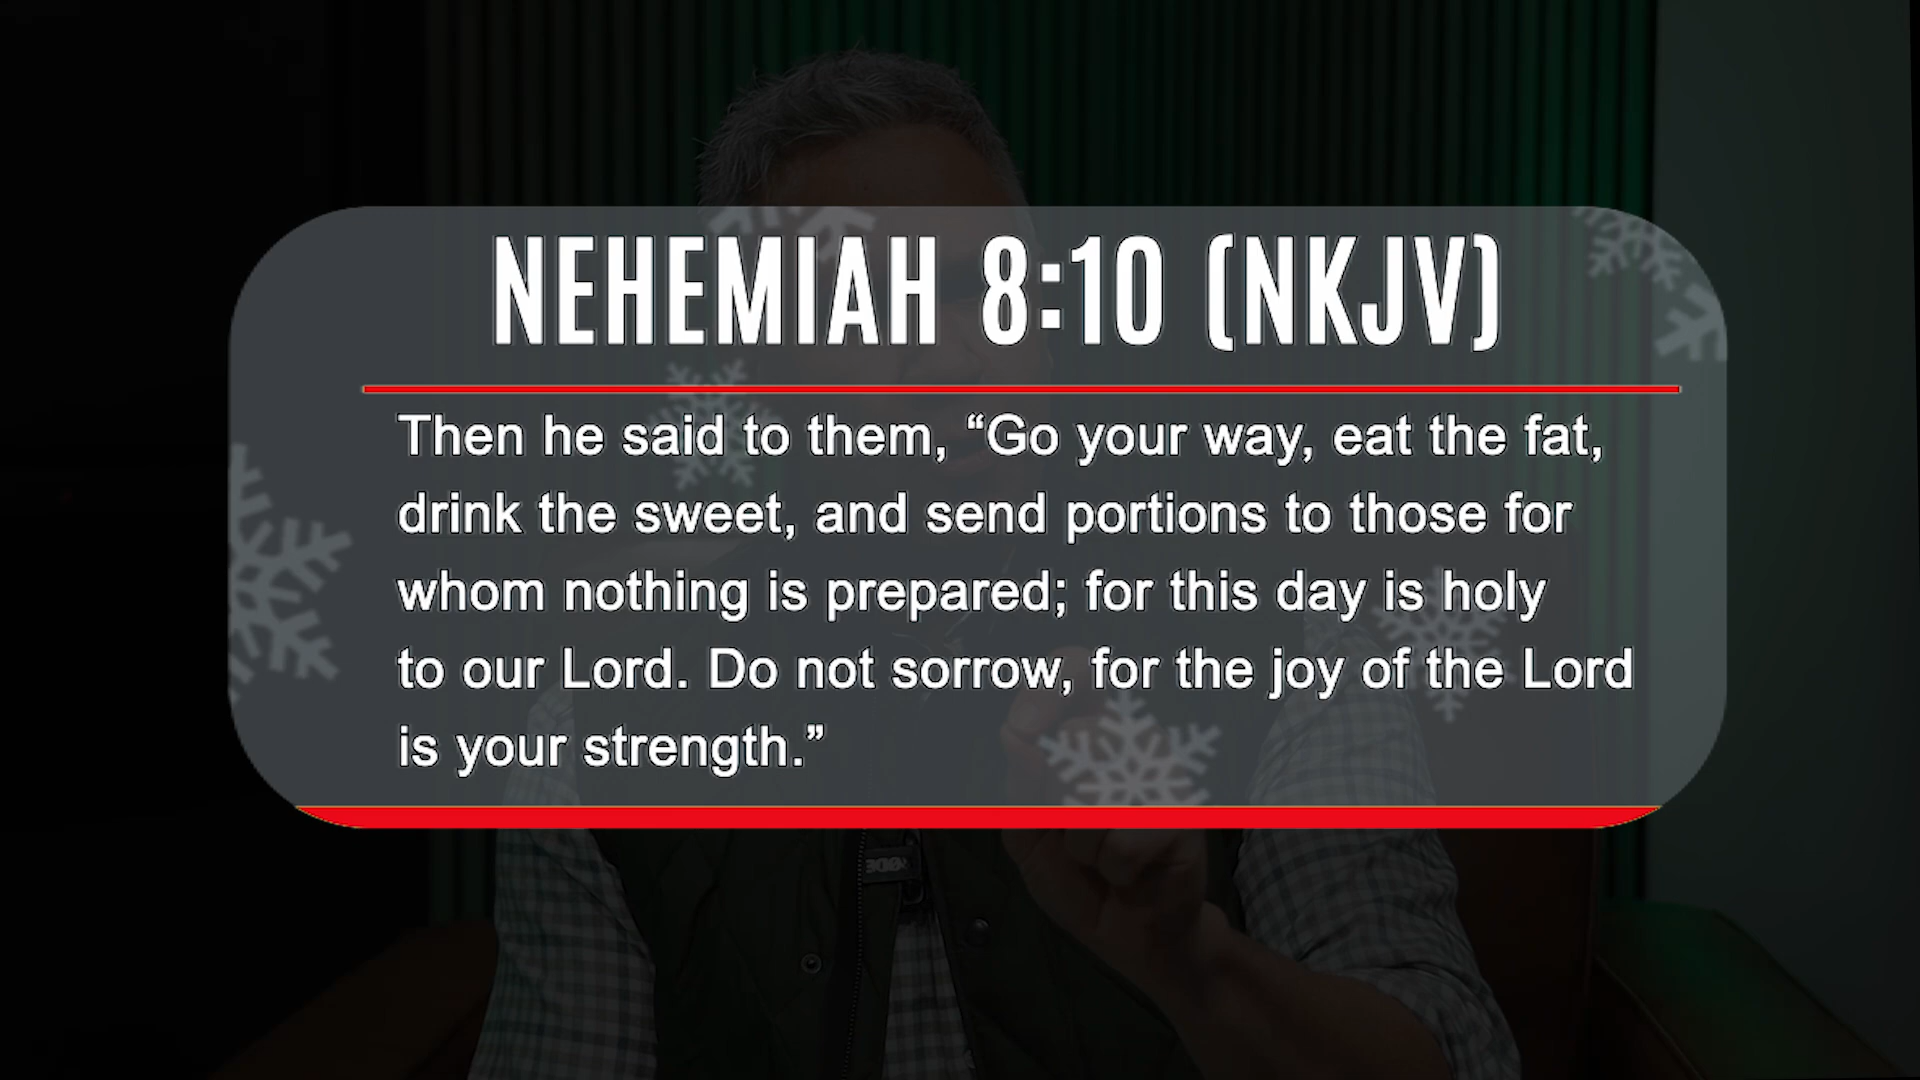 NEHEMIAH 8:10 (NKJV)
Then he said to them, “Go your way, eat the fat,
drink the sweet, and send portions to those for
whom nothing is prepared; for this day is holy
to our Lord. Do not sorrow, for the joy of the Lord
is your strength.”